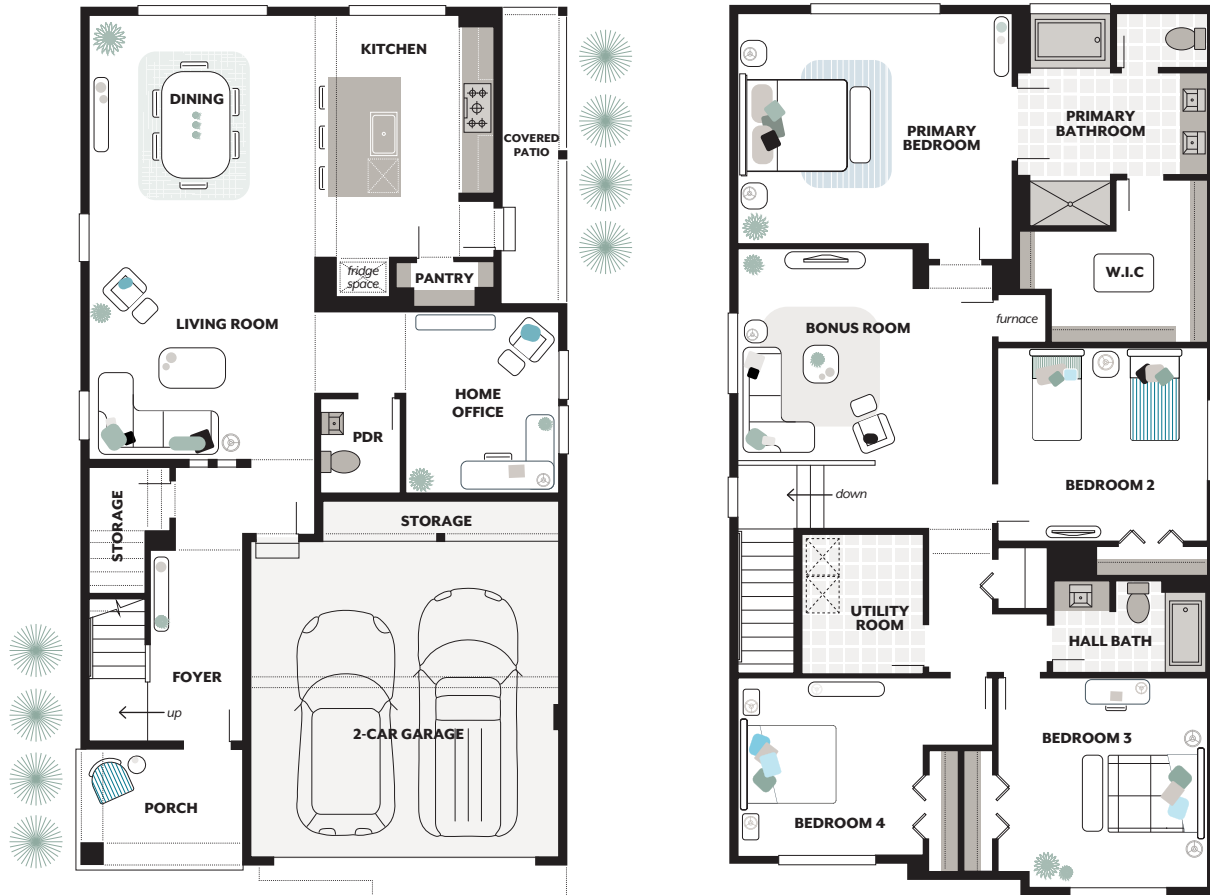 KITCHEN
DINING
COVERED
PATIO
fridge
space
PANTRY
LIVING ROOM
HOME
OFFICE
PDR
STORAGE
STORAGE
FOYER
up
2-CAR GARAGE
PORCH
PRIMARY
BEDROOM
PRIMARY
BATHROOM
W.I.C
furnace
BONUS ROOM
BEDROOM 2
down
UTILITY
ROOM
HALL BATH
BEDROOM 3
BEDROOM 4